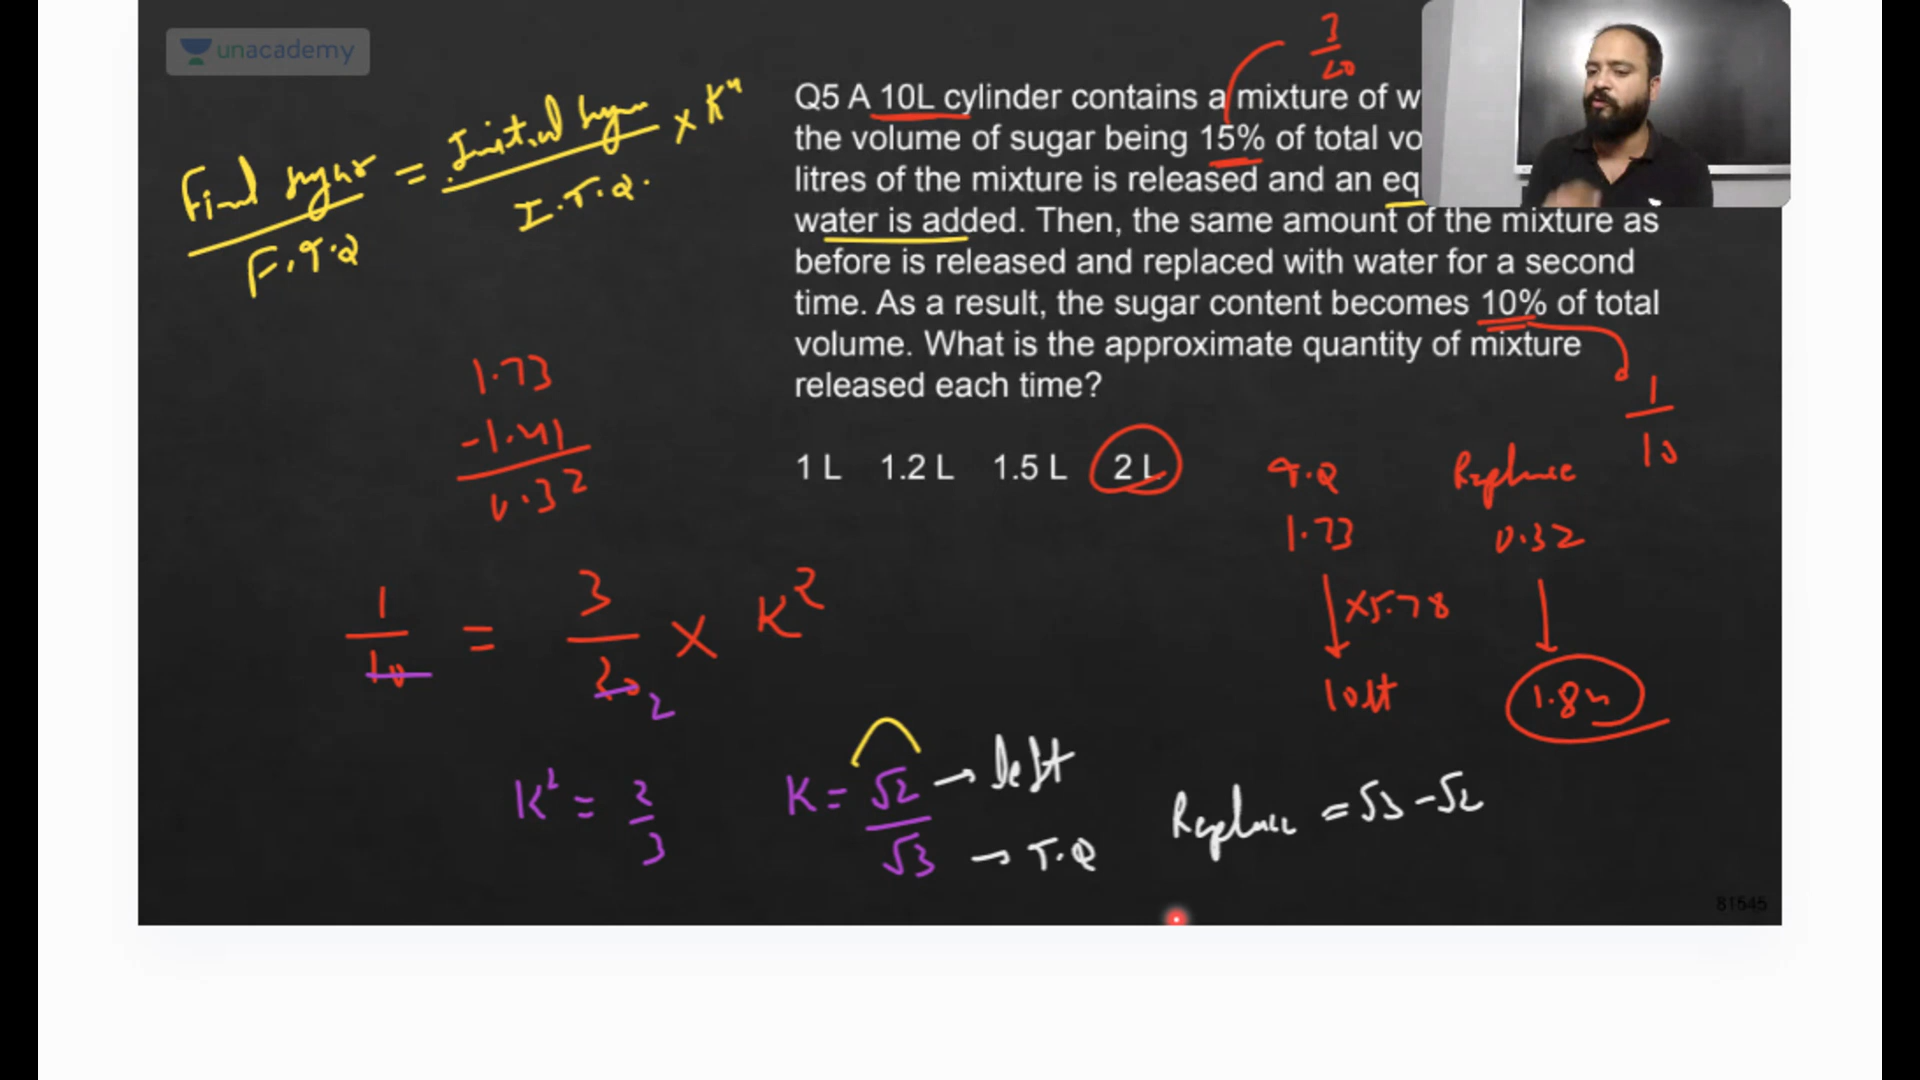 unacademy
Q5 A 10L cylinder contains a mixture of w
the volume of sugar being 15% of total vo
litres of the mixture is released and an eq
water is added. Then, the same amount of the mixture as
before is released and replaced with water for a second
time. As a result, the sugar content becomes 10% of total
volume. What is the approximate quantity of mixture
released each time?
1 L 1.2 L 1.5 L 2 L
3/20
1/10
Final sugar / F.T.Q = Initial sugar / I.T.Q. × Kⁿ
1.73
-1.41
0.32
1/10 = 3/20 × K²
2
K² = 2/3
K = √2/√3
→ left
→ T.Q
Replace = √3 - √2
T.Q Replace
1.73 0.32
×5.78
10lt
81545